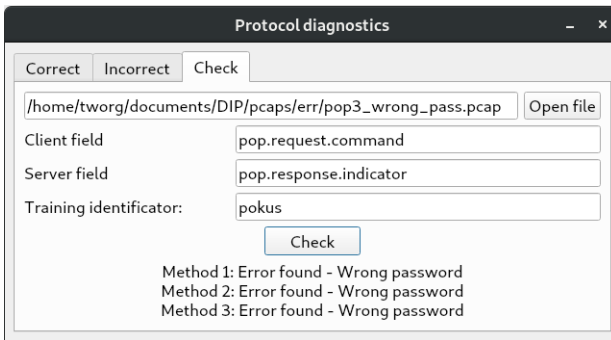 Protocol diagnostics
Correct Incorrect Check
/home/tworg/documents/DIP/pcaps/err/pop3_wrong_pass.pcap Open file
Client field pop.request.command
Server field pop.response.indicator
Training identificator: pokus
Check
Method 1: Error found - Wrong password
Method 2: Error found - Wrong password
Method 3: Error found - Wrong password